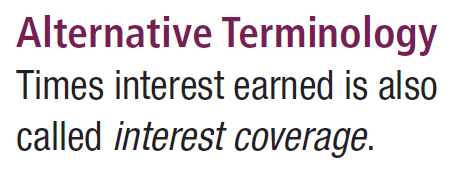 Alternative Terminology
Times interest earned is also
called interest coverage.